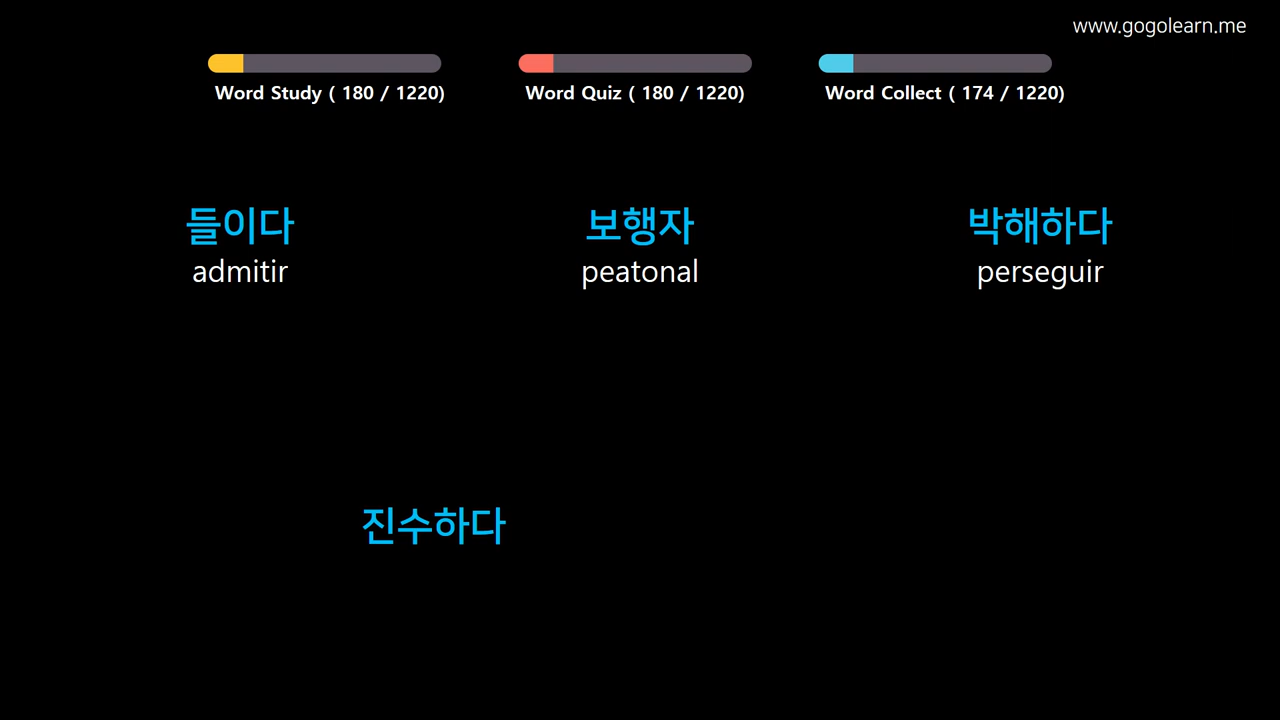 www.gogolearn.me
Word Study ( 180 / 1220)
Word Quiz ( 180 / 1220)
Word Collect ( 174 / 1220)
들이다
admitir
보행자
peatonal
박해하다
perseguir
진수하다